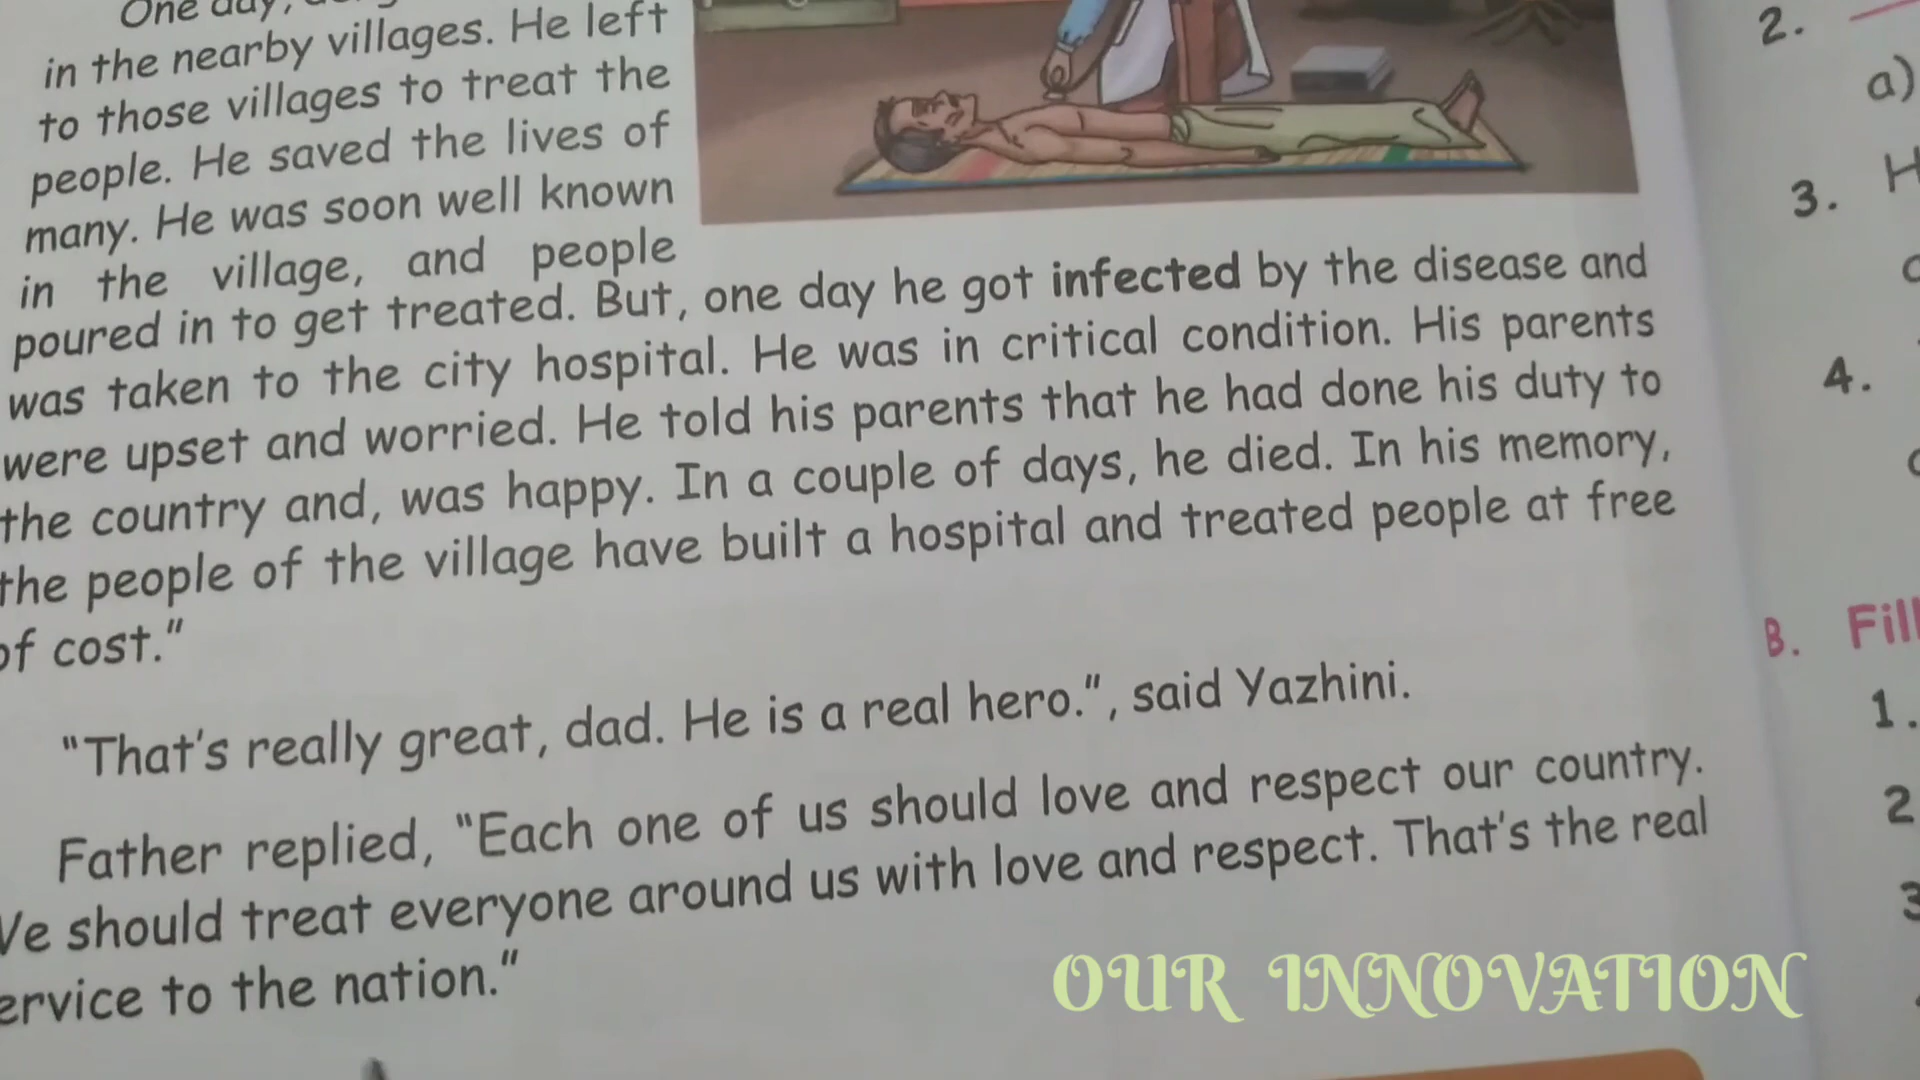 One day,
in the nearby villages. He left
to those villages to treat the
people. He saved the lives of
many. He was soon well known
in the village, and people
poured in to get treated. But, one day he got infected by the disease and
was taken to the city hospital. He was in critical condition. His parents
were upset and worried. He told his parents that he had done his duty to
the country and, was happy. In a couple of days, he died. In his memory,
the people of the village have built a hospital and treated people at free
of cost."
"That's really great, dad. He is a real hero.", said Yazhini.
Father replied, "Each one of us should love and respect our country.
We should treat everyone around us with love and respect. That's the real
ervice to the nation."
2.
a)
3. H
4.
B. Fill
1.
2
3
OUR INNOVATION